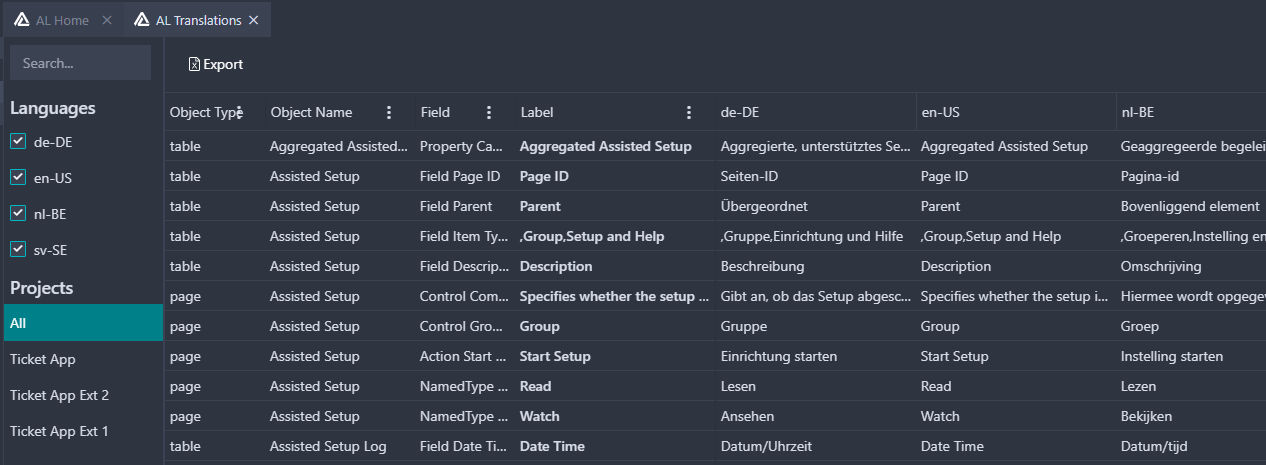 AL Home
AL Translations
Search...
Export
Languages
de-DE
en-US
nl-BE
sv-SE
Projects
All
Ticket App
Ticket App Ext 2
Ticket App Ext 1
Object Type Object Name Field Label de-DE en-US nl-BE
table Aggregated Assisted... Property Ca... Aggregated Assisted Setup Aggregierte, unterstütztes Se... Aggregated Assisted Setup Geaggregeerde begelei
table Assisted Setup Field Page ID Page ID Seiten-ID Page ID Pagina-id
table Assisted Setup Field Parent Parent Übergeordnet Parent Bovenliggend element
table Assisted Setup Field Item Ty... ,Group,Setup and Help ,Gruppe,Einrichtung und Hilfe ,Group,Setup and Help ,Groeperen,Instelling en
table Assisted Setup Field Descrip... Description Beschreibung Description Omschrijving
page Assisted Setup Control Com... Specifies whether the setup ... Gibt an, ob das Setup abgesc... Specifies whether the setup i... Hiermee wordt opgegev
page Assisted Setup Control Gro... Group Gruppe Group Groep
page Assisted Setup Action Start ... Start Setup Einrichtung starten Start Setup Instelling starten
page Assisted Setup NamedType ... Read Lesen Read Lezen
page Assisted Setup NamedType ... Watch Ansehen Watch Bekijken
table Assisted Setup Log Field Date Ti... Date Time Datum/Uhrzeit Date Time Datum/tijd